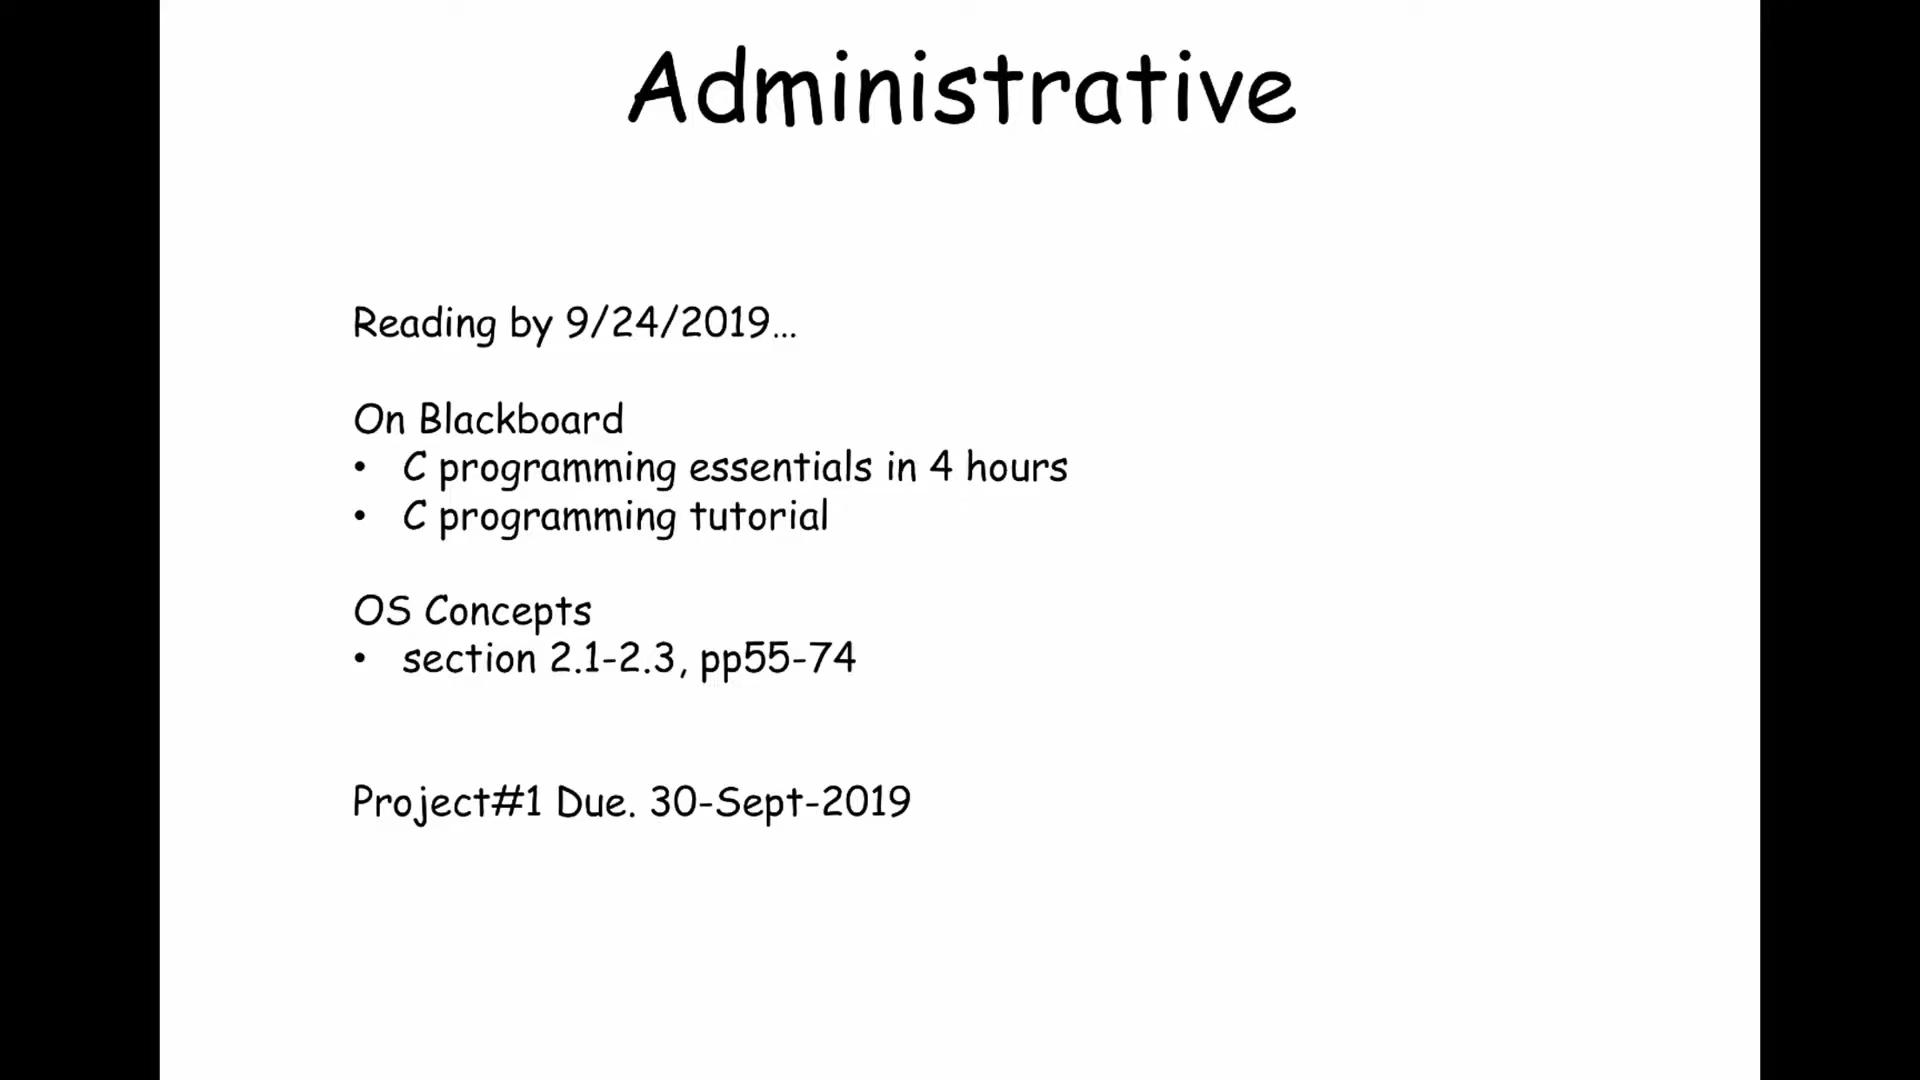 Administrative
Reading by 9/24/2019...
On Blackboard
• C programming essentials in 4 hours
• C programming tutorial
OS Concepts
• section 2.1-2.3, pp55-74
Project#1 Due. 30-Sept-2019